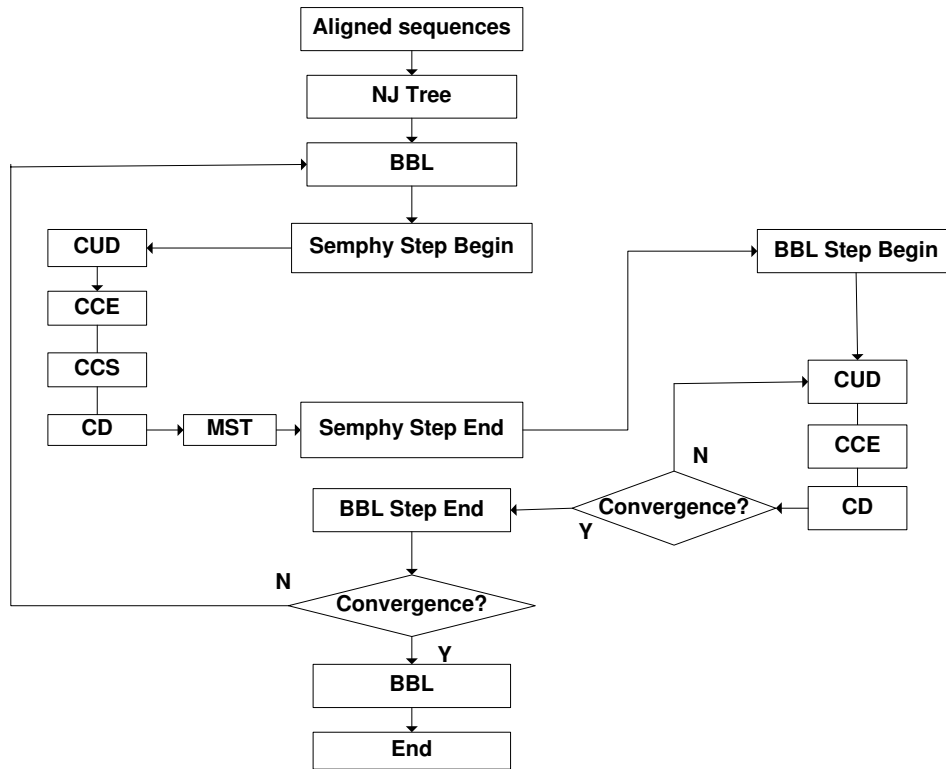 Aligned sequences
NJ Tree
BBL
Semphy Step Begin
CUD
CCE
CCS
CD
MST
Semphy Step End
BBL Step Begin
CUD
CCE
CD
Convergence?
N
Y
BBL Step End
Convergence?
N
Y
BBL
End